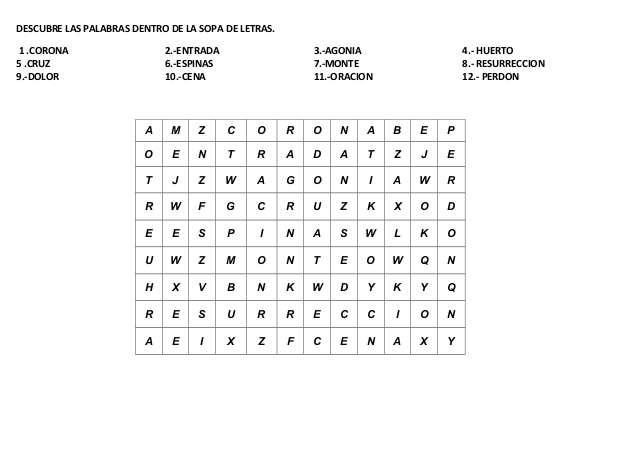 DESCUBRE LAS PALABRAS DENTRO DE LA SOPA DE LETRAS.
1.CORONA 2.-ENTRADA 3.-AGONIA 4.- HUERTO
5.CRUZ 6.-ESPINAS 7.-MONTE 8.- RESURRECCION
9.-DOLOR 10.-CENA 11.-ORACION 12.- PERDON
A M Z C O R O N A B E P
O E N T R A D A T Z J E
T J Z W A G O N I A W R
R W F G C R U Z K X O D
E E S P I N A S W L K O
U W Z M O N T E O W Q N
H X V B N K W D Y K Y Q
R E S U R R E C C I O N
A E I X Z F C E N A X Y